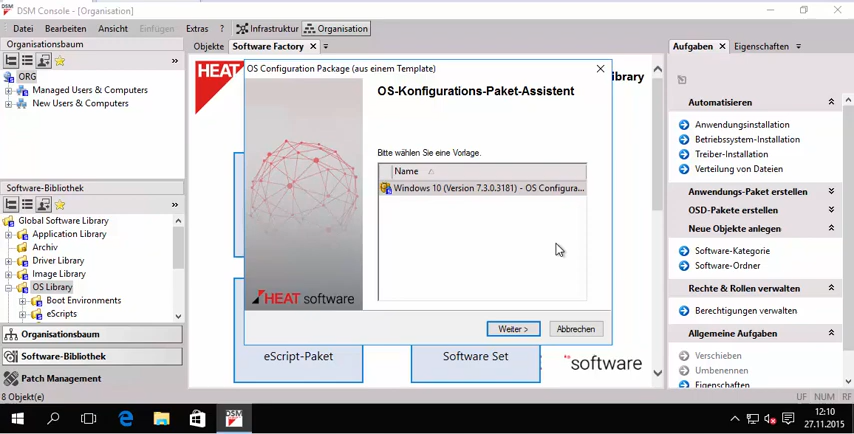 DSM Console - Organisation
Datei Bearbeiten Ansicht Einfügen Extras ? Infrastruktur Organisation
Organisationsbaum
»
ORG
Managed Users & Computers
New Users & Computers
Software-Bibliothek
»
Global Software Library
Application Library
Archiv
Driver Library
Image Library
OS Library
Boot Environments
eScripts
Organisationsbaum
Software-Bibliothek
Patch Management
Objekte Software Factory
HEAT
ibrary
eScript-Paket
Software Set
software
OS Configuration Package (aus einem Template)
OS-Konfigurations-Paket-Assistent
Bitte wählen Sie eine Vorlage.
Name
Windows 10 (Version 7.3.0.3181) - OS Configura...
HEAT software
Weiter >
Abbrechen
Aufgaben Eigenschaften
Automatisieren
Anwendungsinstallation
Betriebssystem-Installation
Treiber-Installation
Verteilung von Dateien
Anwendungs-Paket erstellen
OSD-Pakete erstellen
Neue Objekte anlegen
Software-Kategorie
Software-Ordner
Rechte & Rollen verwalten
Berechtigungen verwalten
Allgemeine Aufgaben
Verschieben
Umbenennen
Eigenschaften
8 Objekt(e)
UF NUM RF
DSM
12:10
27.11.2015